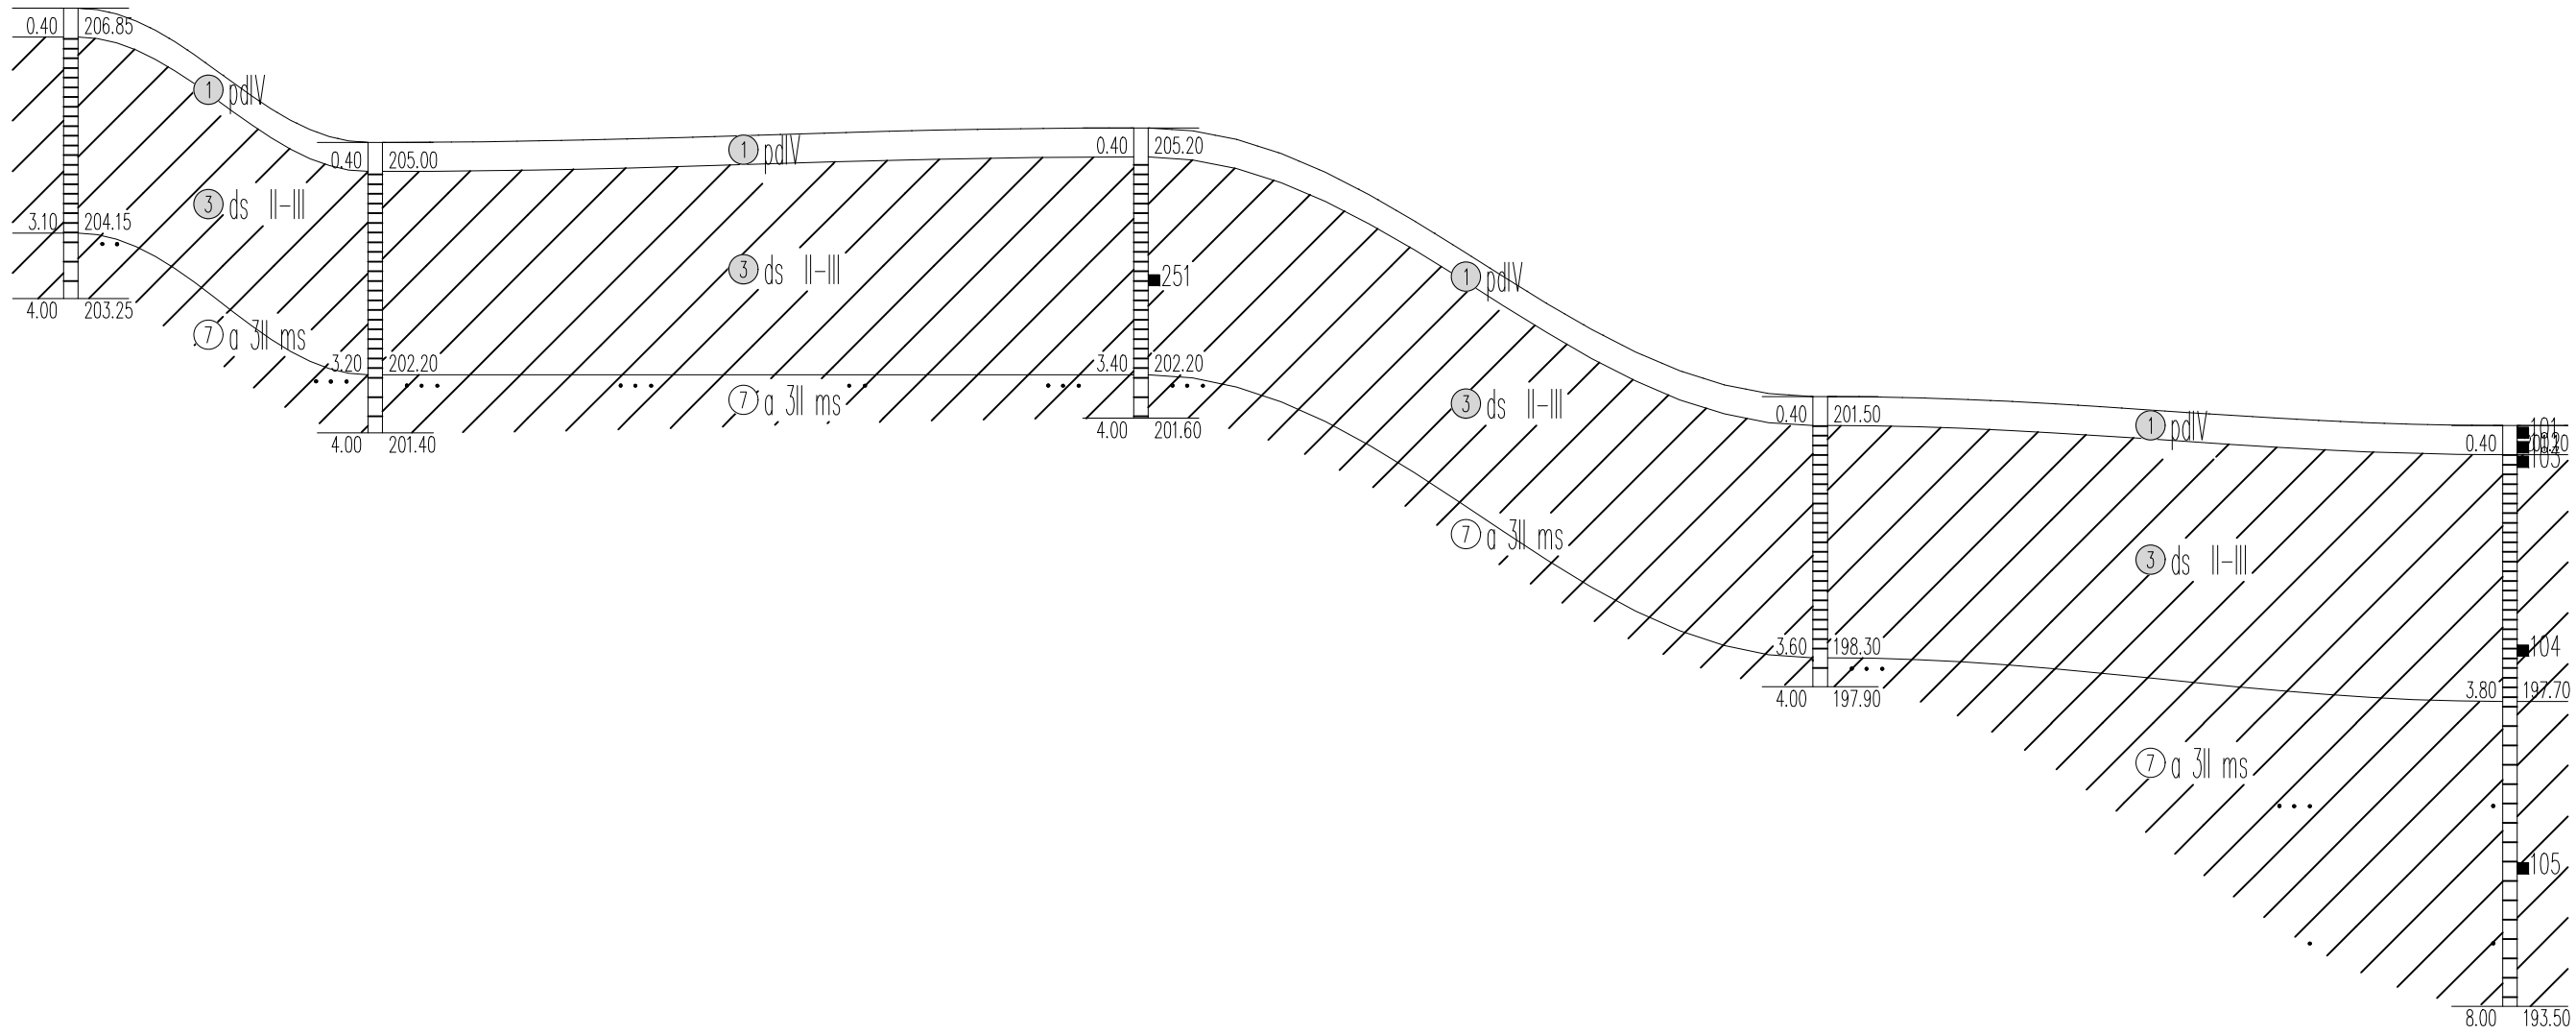 0.40 206.85
1 pdIV
3 ds II-III
3.10 204.15
4.00 203.25
7 a 3II ms
0.40 205.00
3.20 202.20
4.00 201.40
1 pdIV
3 ds II-III
7 a 3II ms
0.40 205.20
251
3.40 202.20
4.00 201.60
1 pdIV
3 ds II-III
7 a 3II ms
0.40 201.50
3.60 198.30
4.00 197.90
1 pdIV
3 ds II-III
7 a 3II ms
101
0.40
103
104
3.80 197.70
105
8.00 193.50